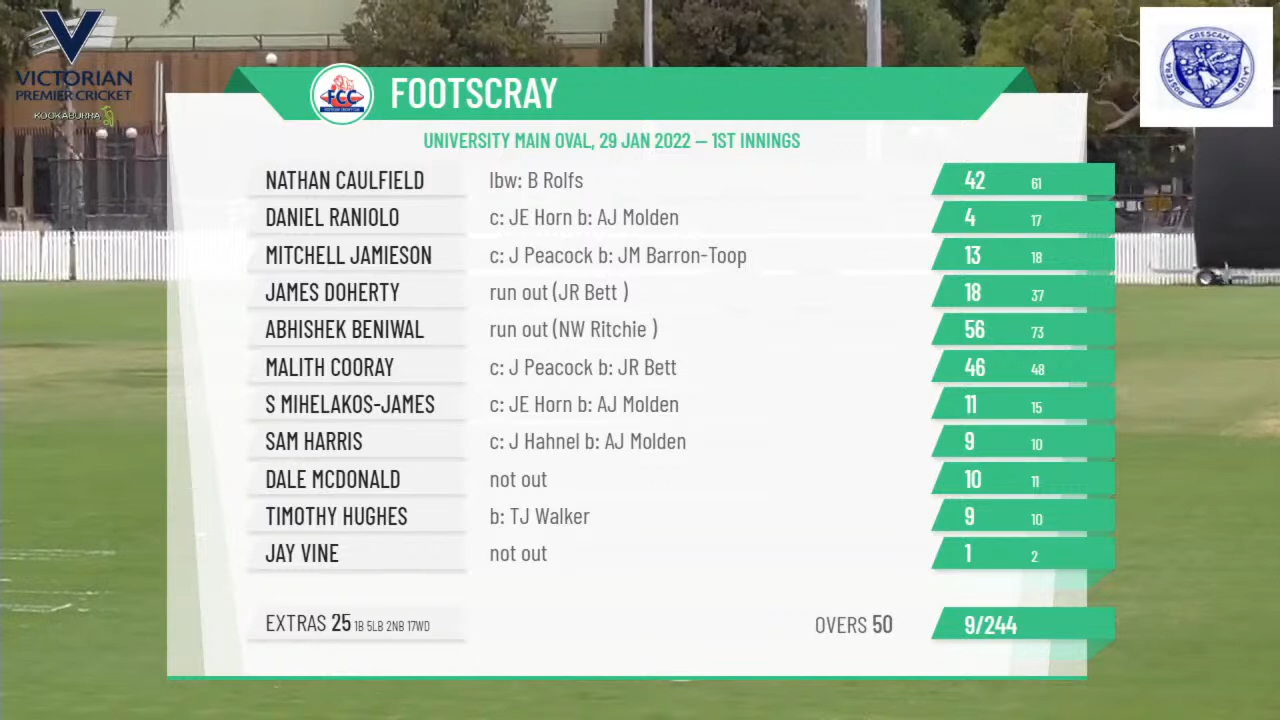 VICTORIAN
PREMIER CRICKET
KOOKABURRA
CRESCAM
LAUDE
POSTERA
FCC
FOOTSCRAY
UNIVERSITY MAIN OVAL, 29 JAN 2022 – 1ST INNINGS
NATHAN CAULFIELD lbw: B Rolfs 42 61
DANIEL RANIOLO c: JE Horn b: AJ Molden 4 17
MITCHELL JAMIESON c: J Peacock b: JM Barron-Toop 13 18
JAMES DOHERTY run out (JR Bett ) 18 37
ABHISHEK BENIWAL run out (NW Ritchie ) 56 73
MALITH COORAY c: J Peacock b: JR Bett 46 48
S MIHELAKOS-JAMES c: JE Horn b: AJ Molden 11 15
SAM HARRIS c: J Hahnel b: AJ Molden 9 10
DALE MCDONALD not out 10 11
TIMOTHY HUGHES b: TJ Walker 9 10
JAY VINE not out 1 2
EXTRAS 25 1B 5LB 2NB 17WD OVERS 50 9/244